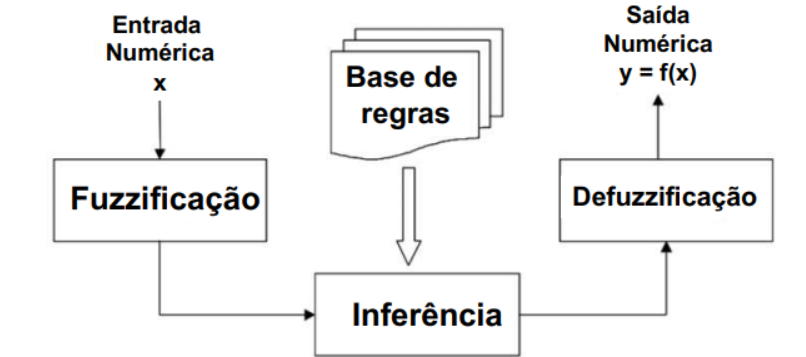 Entrada
Numérica
x
Base de
regras
Saída
Numérica
y = f(x)
Fuzzificação
Defuzzificação
Inferência